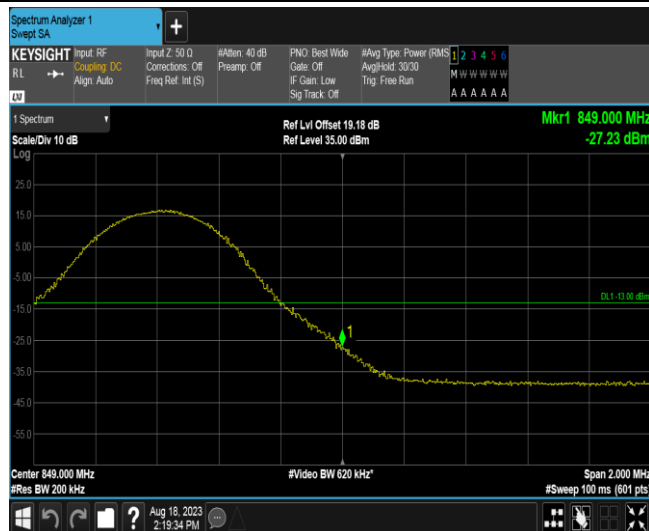 Spectrum Analyzer 1
Swept SA
+
KEYSIGHT Input: RF Input Z: 50 Ω #Atten: 40 dB PNO: Best Wide #Avg Type: Power (RMS 1 2 3 4 5 6
RL Coupling: DC Corrections: Off Preamp: Off Gate: Off Avg|Hold: 30/30 M W W W W W
Align: Auto Freq Ref: Int (S) IF Gain: Low Trig: Free Run
Sig Track: Off A A A A A A
LXI
1 Spectrum Ref Lvl Offset 19.18 dB Mkr1 849.000 MHz
Scale/Div 10 dB Ref Level 35.00 dBm -27.23 dBm
Log
25.0
15.0
5.00
-5.00
DL1 -13.00 dBm
-15.0
1
-25.0
-35.0
-45.0
-55.0
Center 849.000 MHz #Video BW 620 kHz* Span 2.000 MHz
#Res BW 200 kHz #Sweep 100 ms (601 pts)
? Aug 18, 2023
2:19:34 PM